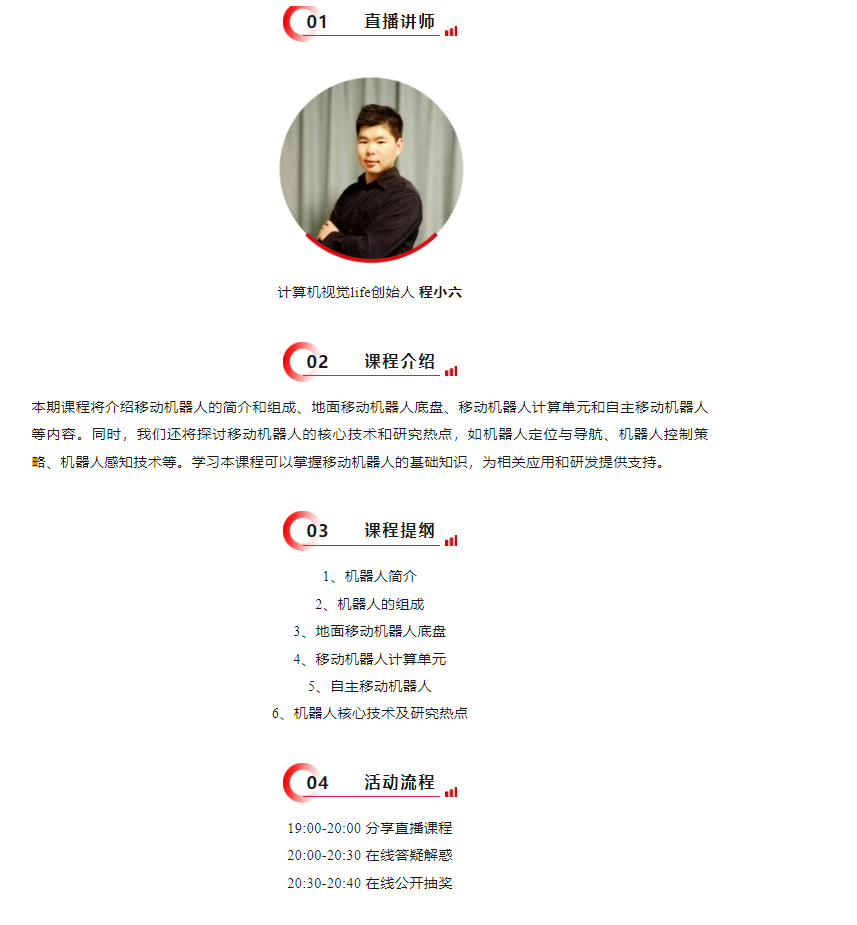 01 直播讲师
计算机视觉life创始人 程小六
02 课程介绍
本期课程将介绍移动机器人的简介和组成、地面移动机器人底盘、移动机器人计算单元和自主移动机器人
等内容。同时，我们还将探讨移动机器人的核心技术和研究热点，如机器人定位与导航、机器人控制策
略、机器人感知技术等。学习本课程可以掌握移动机器人的基础知识，为相关应用和研发提供支持。
03 课程提纲
1、机器人简介
2、机器人的组成
3、地面移动机器人底盘
4、移动机器人计算单元
5、自主移动机器人
6、机器人核心技术及研究热点
04 活动流程
19:00-20:00 分享直播课程
20:00-20:30 在线答疑解惑
20:30-20:40 在线公开抽奖